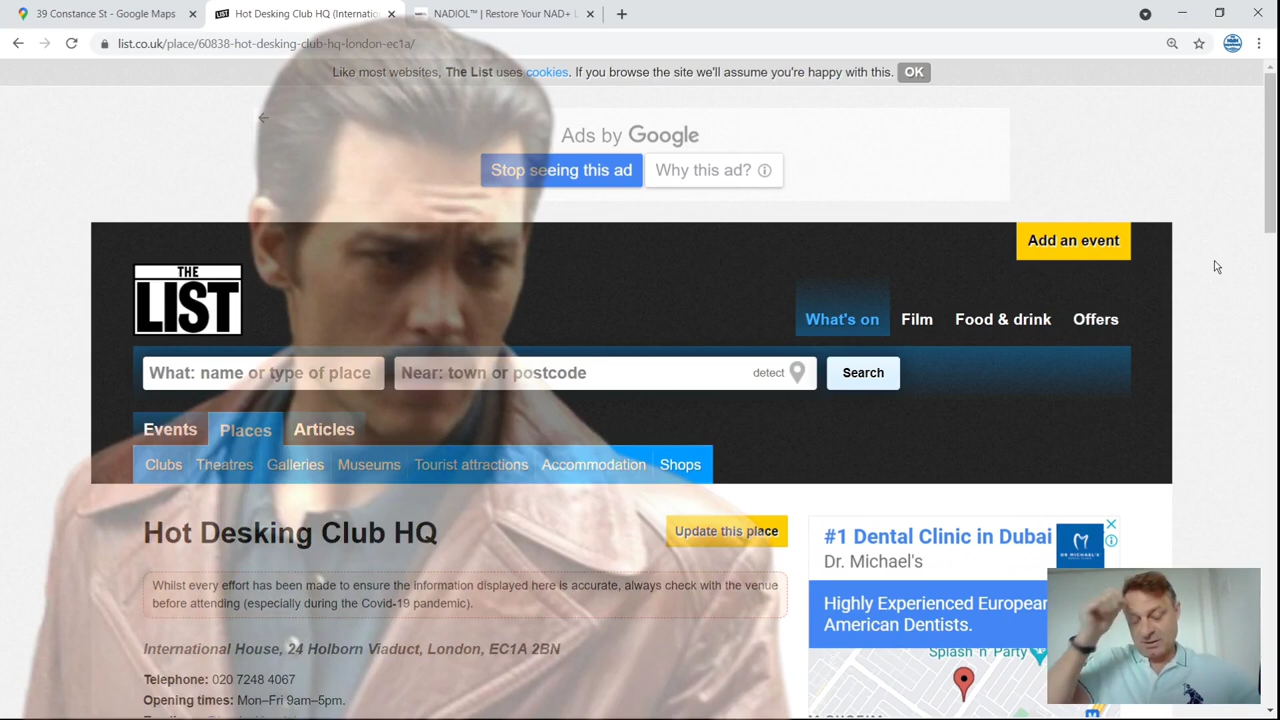 39 Constance St - Google Maps
Hot Desking Club HQ (Internatio
NADIOL™ | Restore Your NAD+ L
list.co.uk/place/60838-hot-desking-club-hq-london-ec1a/
Like most websites, The List uses cookies. If you browse the site we'll assume you're happy with this. OK
Ads by Google
Stop seeing this ad
Why this ad?
Add an event
THE
LIST
What's on
Film
Food & drink
Offers
What: name or type of place
Near: town or postcode
detect
Search
Events
Places
Articles
Clubs
Theatres
Galleries
Museums
Tourist attractions
Accommodation
Shops
Hot Desking Club HQ
Update this place
Whilst every effort has been made to ensure the information displayed here is accurate, always check with the venue
before attending (especially during the Covid-19 pandemic).
International House, 24 Holborn Viaduct, London, EC1A 2BN
Telephone: 020 7248 4067
Opening times: Mon–Fri 9am–5pm.
#1 Dental Clinic in Dubai
Dr. Michael's
DR MICHAEL'S
Highly Experienced European
American Dentists.
Splash 'n' Party